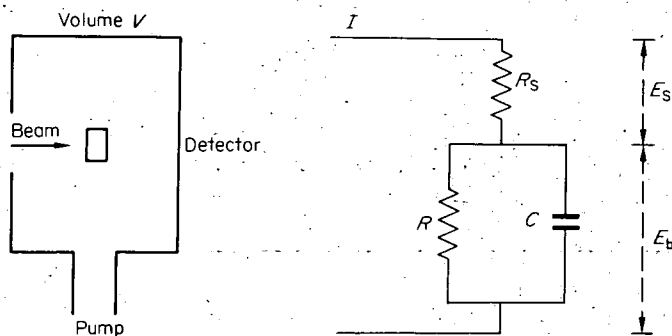 Volume V
Beam
Detector
Pump
I
R_S
E_S
R
C
E_b